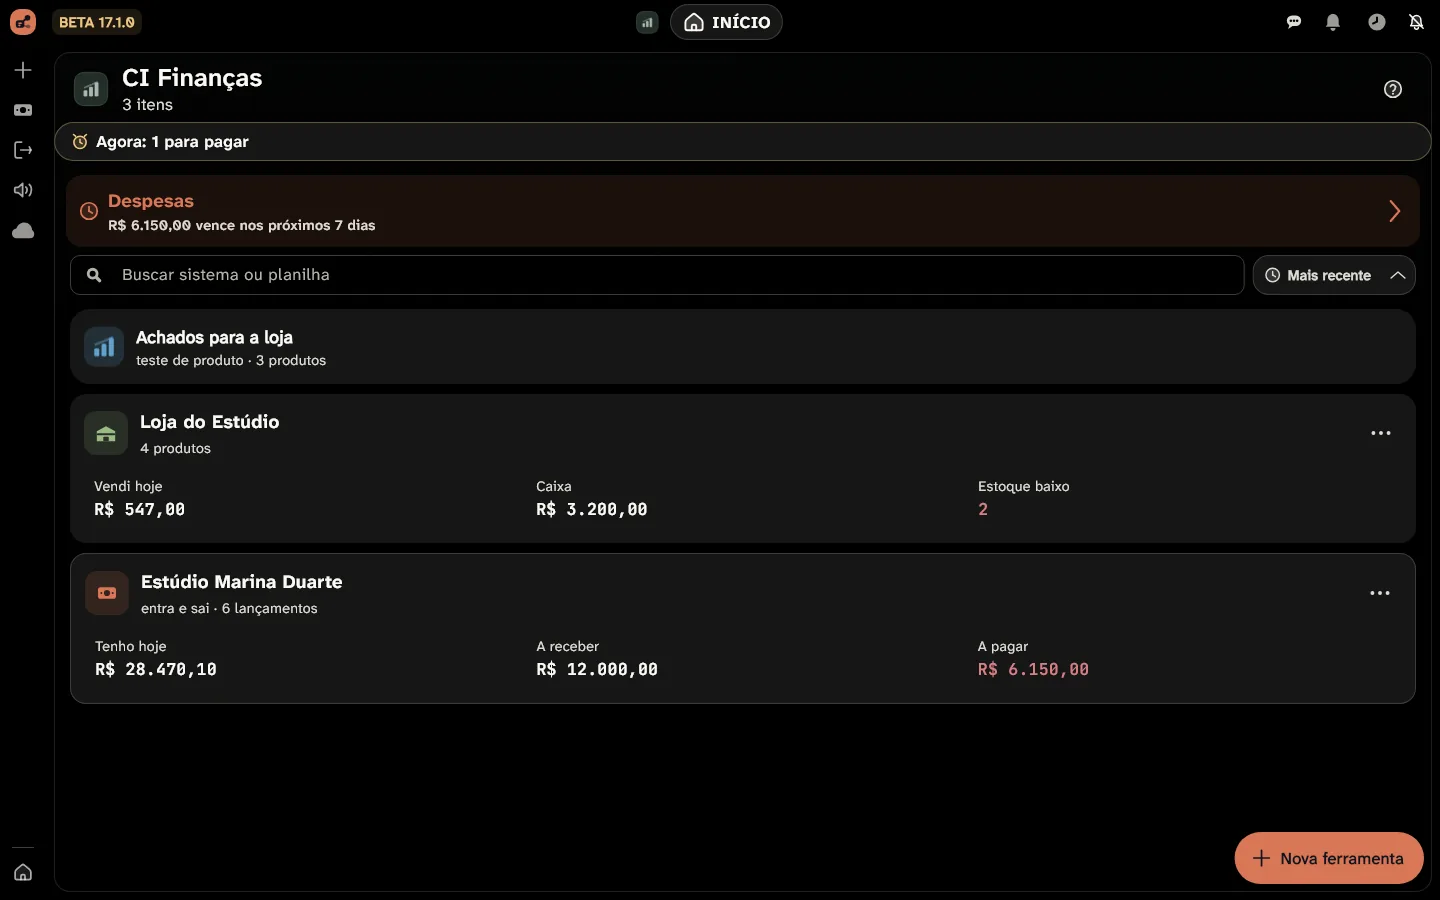 BETA 17.1.0
INÍCIO
CI Finanças
3 itens
Agora: 1 para pagar
Despesas
R$ 6.150,00 vence nos próximos 7 dias
Buscar sistema ou planilha
Mais recente
Achados para a loja
teste de produto · 3 produtos
Loja do Estúdio
4 produtos
Vendi hoje
R$ 547,00
Caixa
R$ 3.200,00
Estoque baixo
2
Estúdio Marina Duarte
entra e sai · 6 lançamentos
Tenho hoje
R$ 28.470,10
A receber
R$ 12.000,00
A pagar
R$ 6.150,00
Nova ferramenta